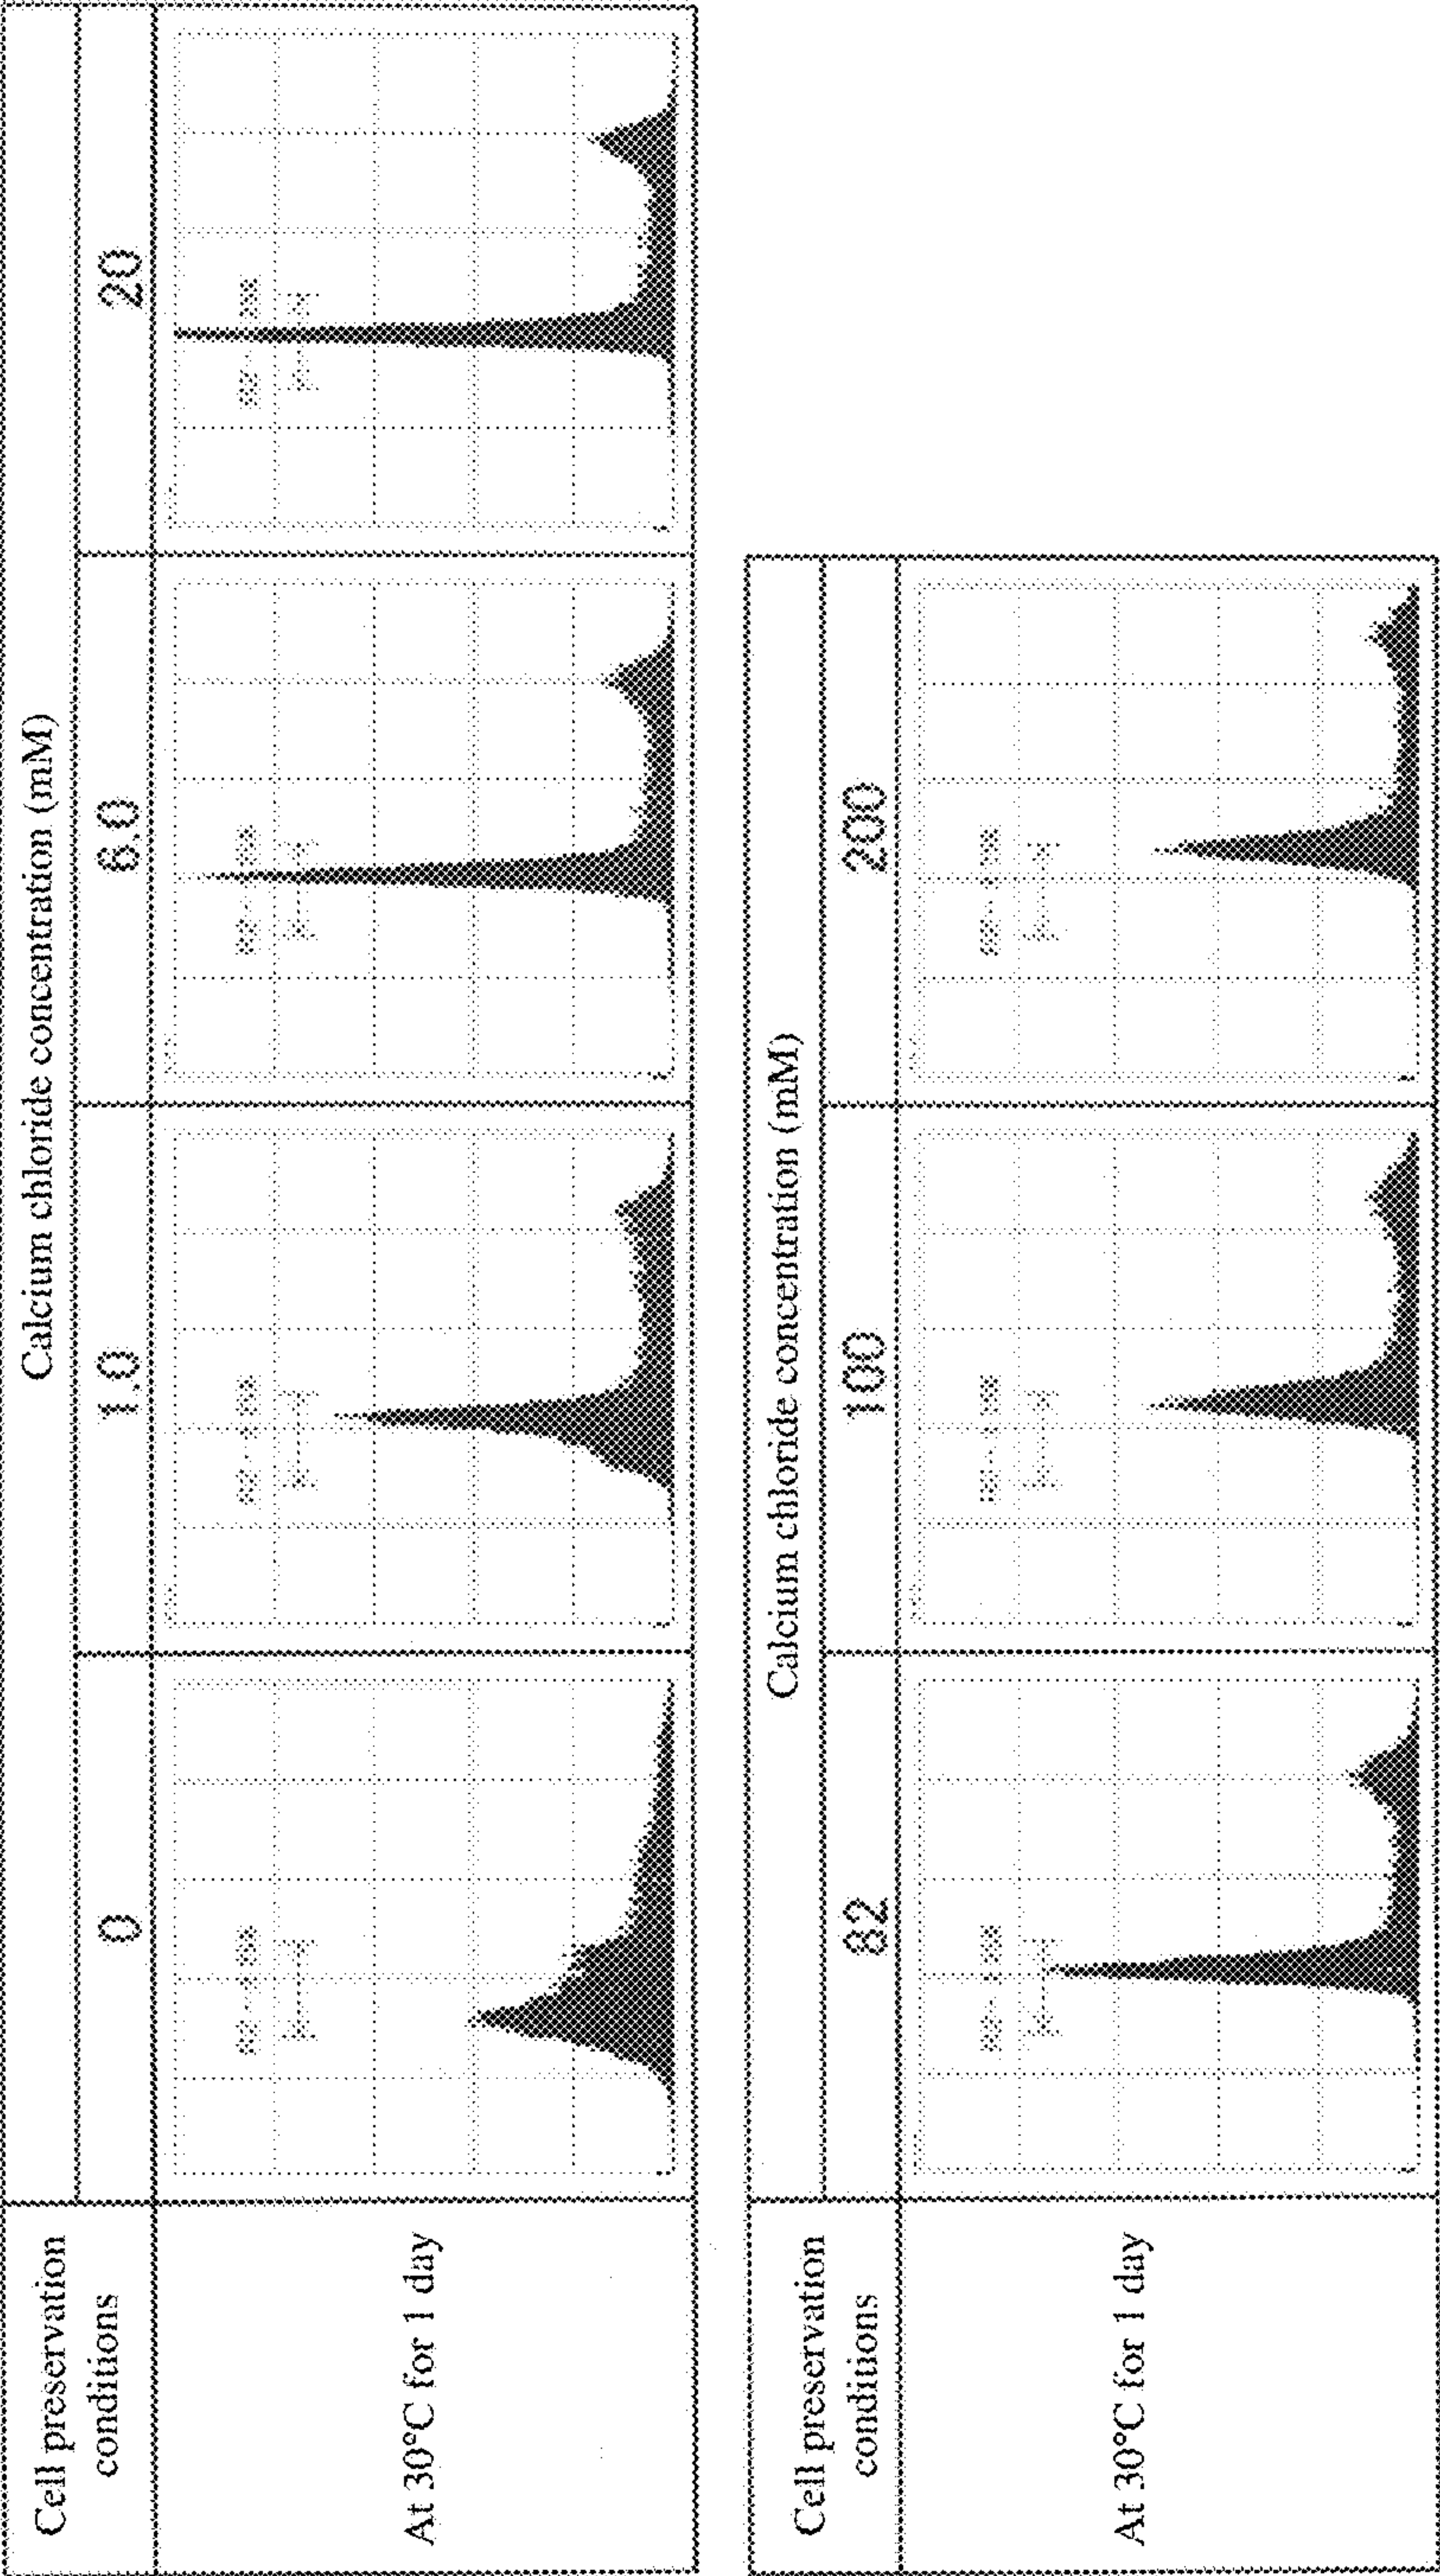 Cell preservation
conditions
Calcium chloride concentration (mM)
0
1.0
6.0
20
At 30°C for 1 day
Cell preservation
conditions
Calcium chloride concentration (mM)
82
100
200
At 30°C for 1 day